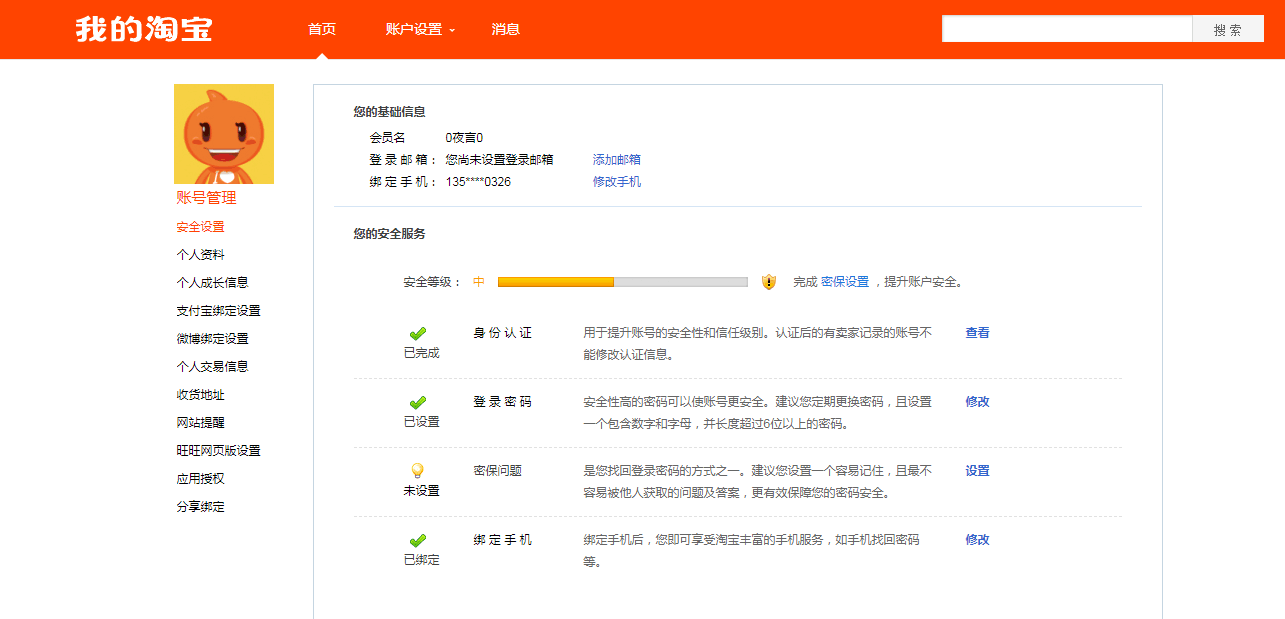 我的淘宝 首页 账户设置 消息 搜 索
账号管理
安全设置
个人资料
个人成长信息
支付宝绑定设置
微博绑定设置
个人交易信息
收货地址
网站提醒
旺旺网页版设置
应用授权
分享绑定
您的基础信息
会员名 0夜言0
登 录 邮 箱： 您尚未设置登录邮箱 添加邮箱
绑 定 手 机： 135****0326 修改手机
您的安全服务
安全等级： 中 完成 密保设置 ，提升账户安全。
已完成 身 份 认 证 用于提升账号的安全性和信任级别。认证后的有卖家记录的账号不 查看
能修改认证信息。
已设置 登 录 密 码 安全性高的密码可以使账号更安全。建议您定期更换密码，且设置 修改
一个包含数字和字母，并长度超过6位以上的密码。
未设置 密保问题 是您找回登录密码的方式之一。建议您设置一个容易记住，且最不 设置
容易被他人获取的问题及答案，更有效保障您的密码安全。
已绑定 绑 定 手 机 绑定手机后，您即可享受淘宝丰富的手机服务，如手机找回密码 修改
等。